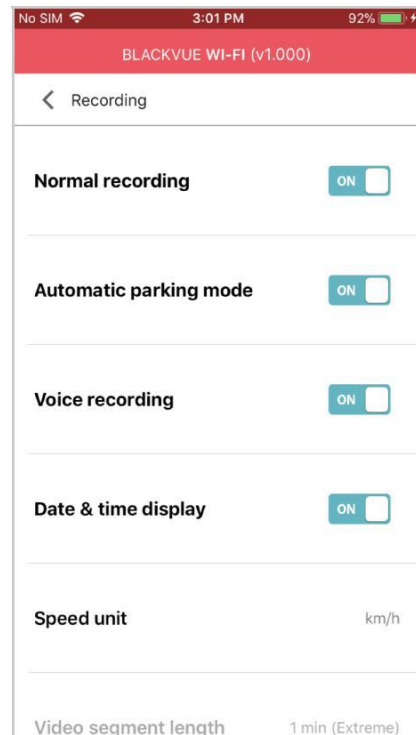 No SIM 3:01 PM 92%
BLACKVUE WI-FI (v1.000)
Recording
Normal recording ON
Automatic parking mode ON
Voice recording ON
Date & time display ON
Speed unit km/h
Video segment length 1 min (Extreme)